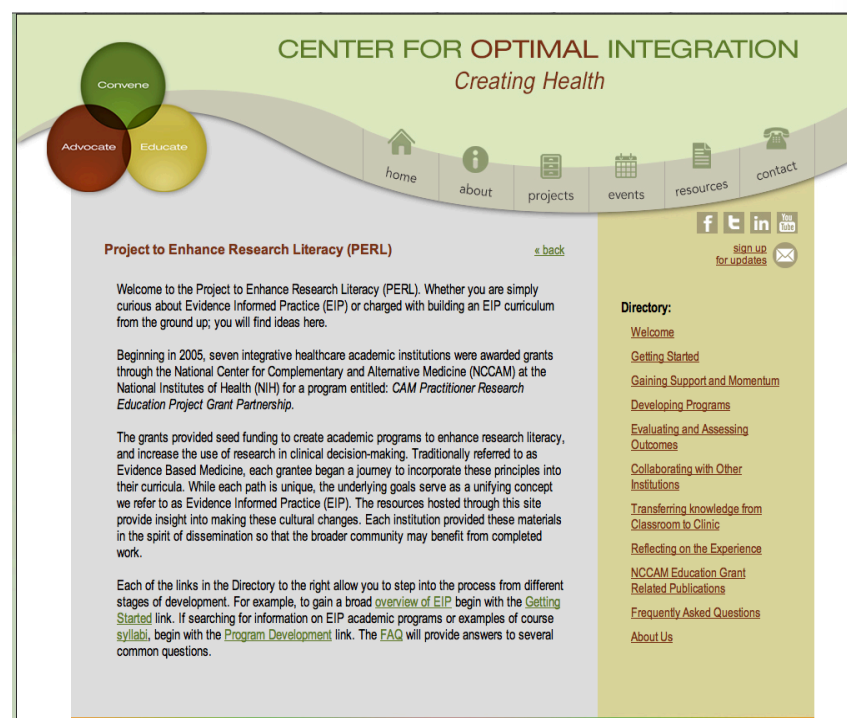 CENTER FOR OPTIMAL INTEGRATION
Creating Health
Convene
Advocate
Educate
home
about
projects
events
resources
contact
f t in You Tube
sign up
for updates
Project to Enhance Research Literacy (PERL)
« back
Welcome to the Project to Enhance Research Literacy (PERL). Whether you are simply
curious about Evidence Informed Practice (EIP) or charged with building an EIP curriculum
from the ground up; you will find ideas here.
Beginning in 2005, seven integrative healthcare academic institutions were awarded grants
through the National Center for Complementary and Alternative Medicine (NCCAM) at the
National Institutes of Health (NIH) for a program entitled: CAM Practitioner Research
Education Project Grant Partnership.
The grants provided seed funding to create academic programs to enhance research literacy,
and increase the use of research in clinical decision-making. Traditionally referred to as
Evidence Based Medicine, each grantee began a journey to incorporate these principles into
their curricula. While each path is unique, the underlying goals serve as a unifying concept
we refer to as Evidence Informed Practice (EIP). The resources hosted through this site
provide insight into making these cultural changes. Each institution provided these materials
in the spirit of dissemination so that the broader community may benefit from completed
work.
Each of the links in the Directory to the right allow you to step into the process from different
stages of development. For example, to gain a broad overview of EIP begin with the Getting
Started link. If searching for information on EIP academic programs or examples of course
syllabi, begin with the Program Development link. The FAQ will provide answers to several
common questions.
Directory:
Welcome
Getting Started
Gaining Support and Momentum
Developing Programs
Evaluating and Assessing
Outcomes
Collaborating with Other
Institutions
Transferring knowledge from
Classroom to Clinic
Reflecting on the Experience
NCCAM Education Grant
Related Publications
Frequently Asked Questions
About Us